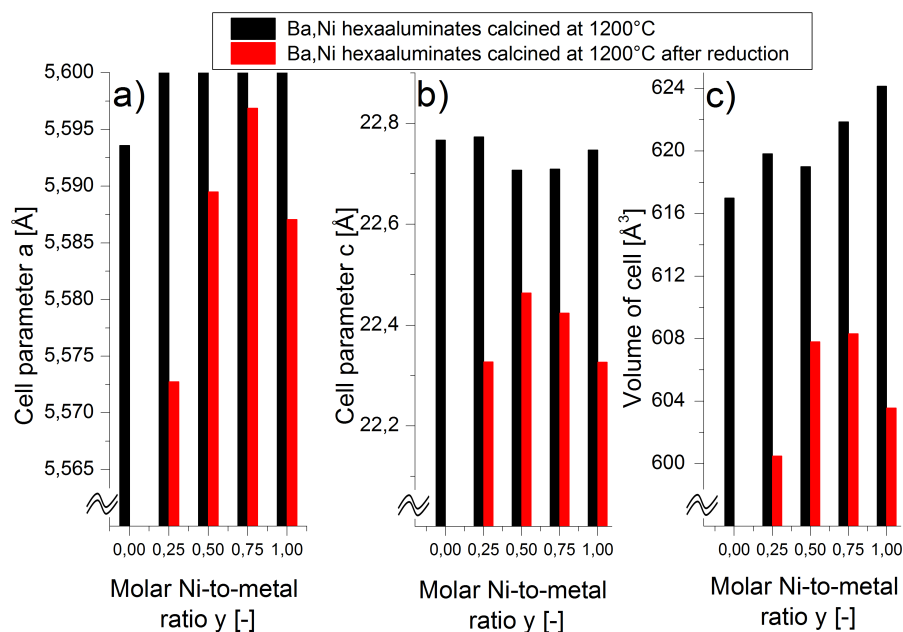 Ba,Ni hexaaluminates calcined at 1200°C
Ba,Ni hexaaluminates calcined at 1200°C after reduction
a)
5,600
5,595
5,590
5,585
5,580
5,575
5,570
5,565
Cell parameter a [Å]
0,00 0,25 0,50 0,75 1,00
Molar Ni-to-metal
ratio y [-]
b)
22,8
22,6
22,4
22,2
Cell parameter c [Å]
0,00 0,25 0,50 0,75 1,00
Molar Ni-to-metal
ratio y [-]
c)
624
620
616
612
608
604
600
Volume of cell [Å³]
0,00 0,25 0,50 0,75 1,00
Molar Ni-to-metal
ratio y [-]